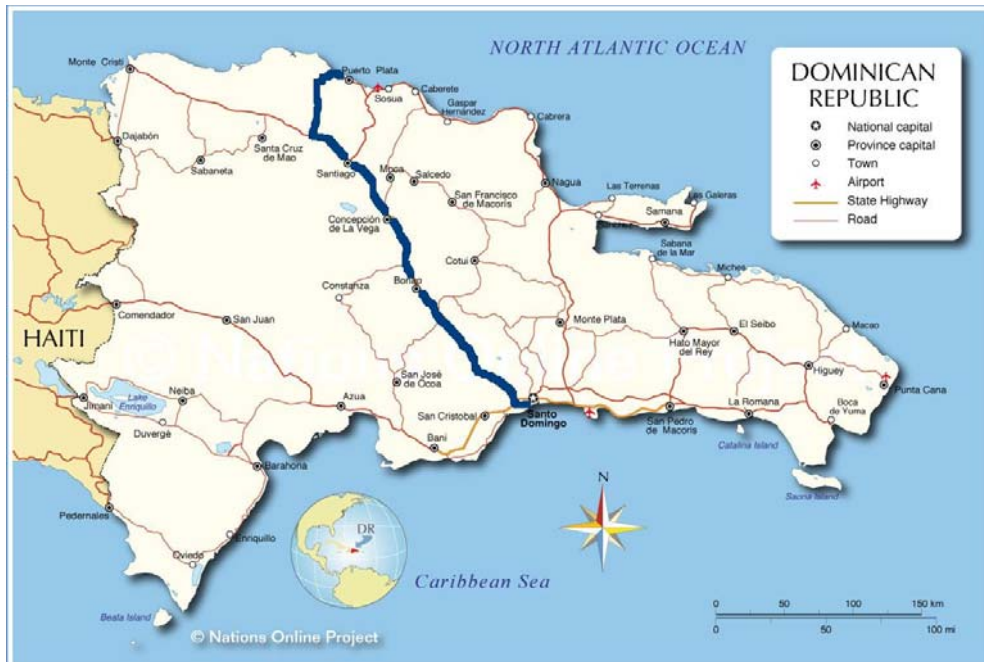 NORTH ATLANTIC OCEAN
DOMINICAN
REPUBLIC
National capital
Province capital
Town
Airport
State Highway
Road
Monte Cristi
Puerto Plata
Sosua
Caberete
Gaspar
Hernández
Cabrera
Dajabón
Santa Cruz
de Mao
Sabaneta
Santiago
Moca
Salcedo
San Francisco
de Macorís
Nagua
Las Terrenas
Las Galeras
Sanchez
Samana
Sabana
de la Mar
Concepción
de La Vega
Cotui
Miches
Constanza
Bonao
Comendador
San Juan
Monte Plata
Hato Mayor
del Rey
El Seibo
Macao
HAITI
Higuey
Punta Cana
Lake
Enriquillo
Neiba
Jimaní
Duvergé
San José
de Ocoa
Azua
San Cristobal
Bani
Santo
Domingo
San Pedro
de Macoris
La Romana
Boca
de Yuma
Catalina Island
Saona Island
Barahona
Pedernales
Enriquillo
Oviedo
Beata Island
DR
N
Caribbean Sea
0 50 100 150 km
0 50 100 mi
© Nations Online Project